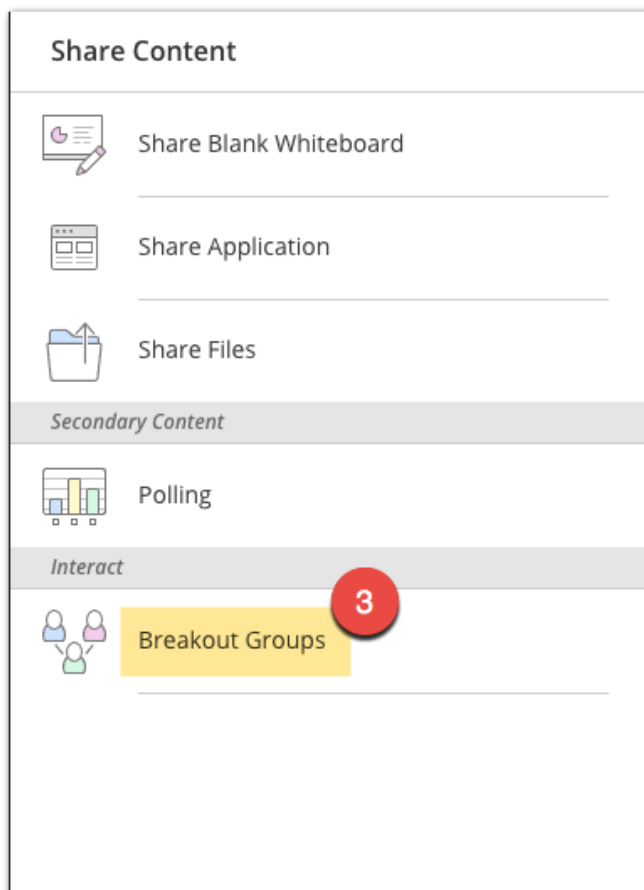 Share Content
Share Blank Whiteboard
Share Application
Share Files
Secondary Content
Polling
Interact
3
Breakout Groups